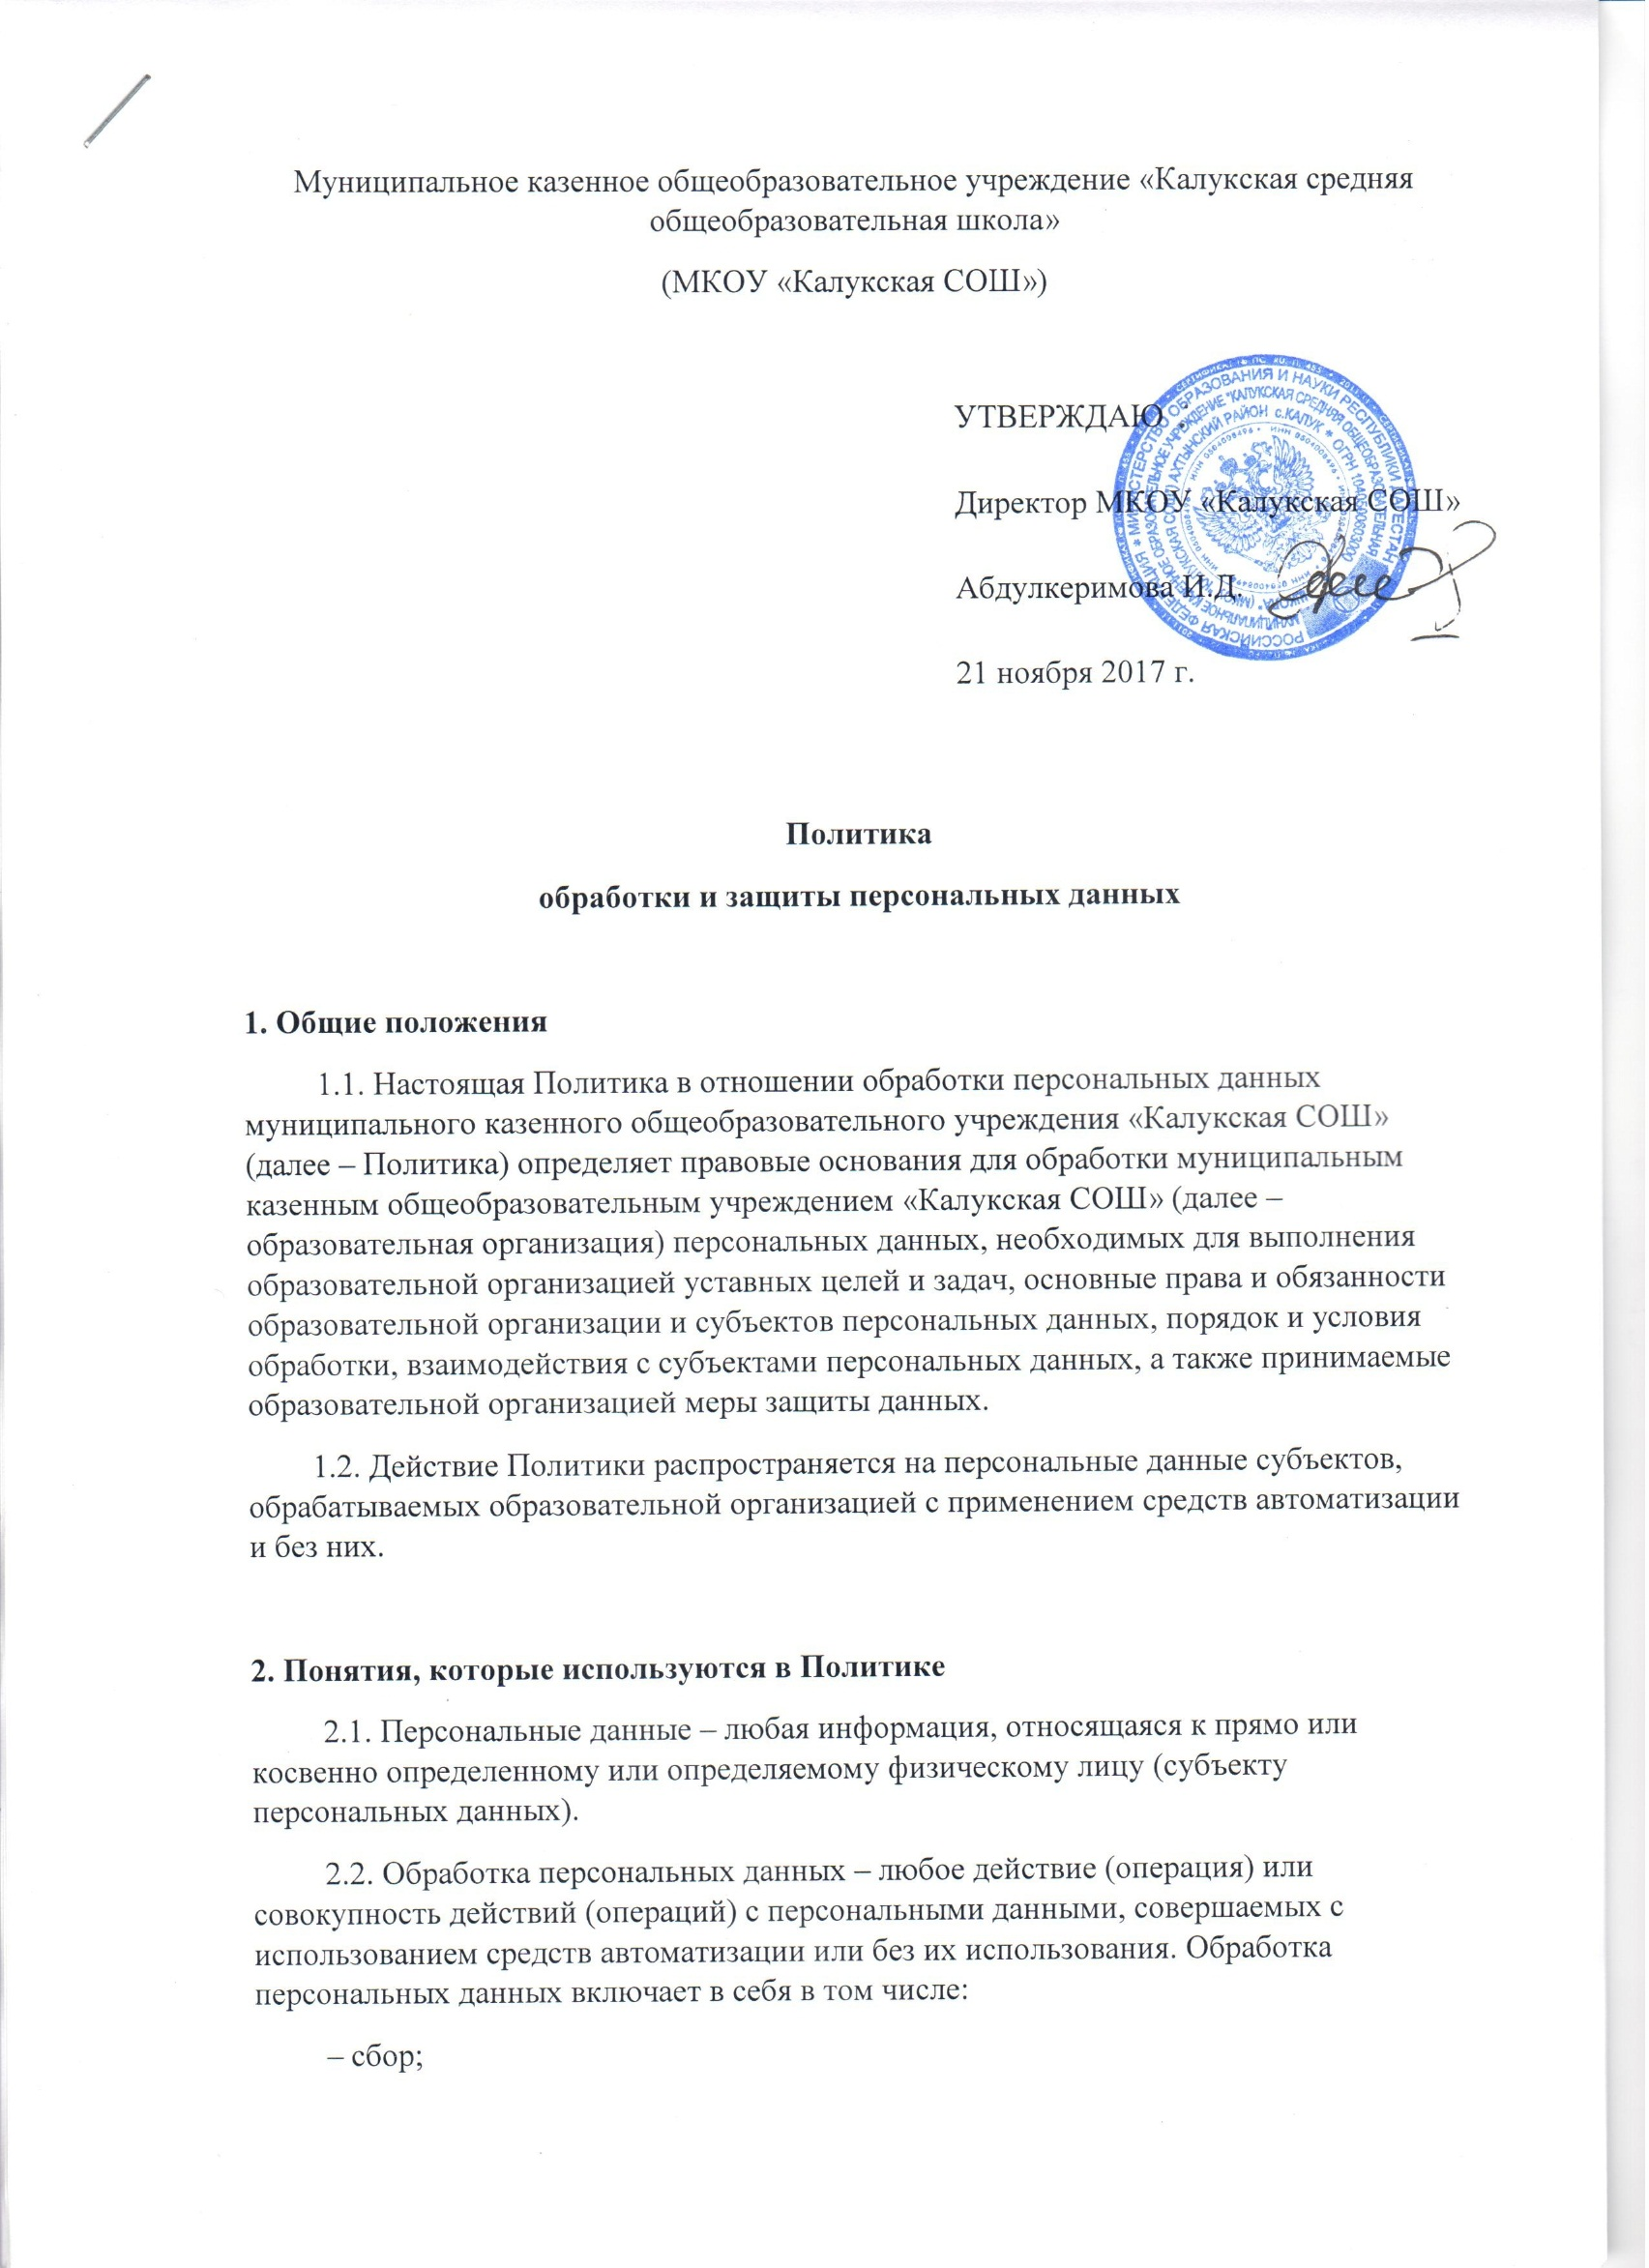 Муниципальное казенное общеобразовательное учреждение «Калукская средняя
общеобразовательная школа»
(МКОУ «Калукская СОШ»)
УТВЕРЖДАЮ :
Директор МКОУ «Калукская СОШ»
Абдулкеримова И.Д.
21 ноября 2017 г.
МИНИСТЕРСТВО ОБРАЗОВАНИЯ И НАУКИ РЕСПУБЛИКИ ДАГЕСТАН
РОССИЙСКАЯ ФЕДЕРАЦИЯ
Политика
обработки и защиты персональных данных
1. Общие положения
1.1. Настоящая Политика в отношении обработки персональных данных
муниципального казенного общеобразовательного учреждения «Калукская СОШ»
(далее – Политика) определяет правовые основания для обработки муниципальным
казенным общеобразовательным учреждением «Калукская СОШ» (далее –
образовательная организация) персональных данных, необходимых для выполнения
образовательной организацией уставных целей и задач, основные права и обязанности
образовательной организации и субъектов персональных данных, порядок и условия
обработки, взаимодействия с субъектами персональных данных, а также принимаемые
образовательной организацией меры защиты данных.
1.2. Действие Политики распространяется на персональные данные субъектов,
обрабатываемых образовательной организацией с применением средств автоматизации
и без них.
2. Понятия, которые используются в Политике
2.1. Персональные данные – любая информация, относящаяся к прямо или
косвенно определенному или определяемому физическому лицу (субъекту
персональных данных).
2.2. Обработка персональных данных – любое действие (операция) или
совокупность действий (операций) с персональными данными, совершаемых с
использованием средств автоматизации или без их использования. Обработка
персональных данных включает в себя в том числе:
– сбор;